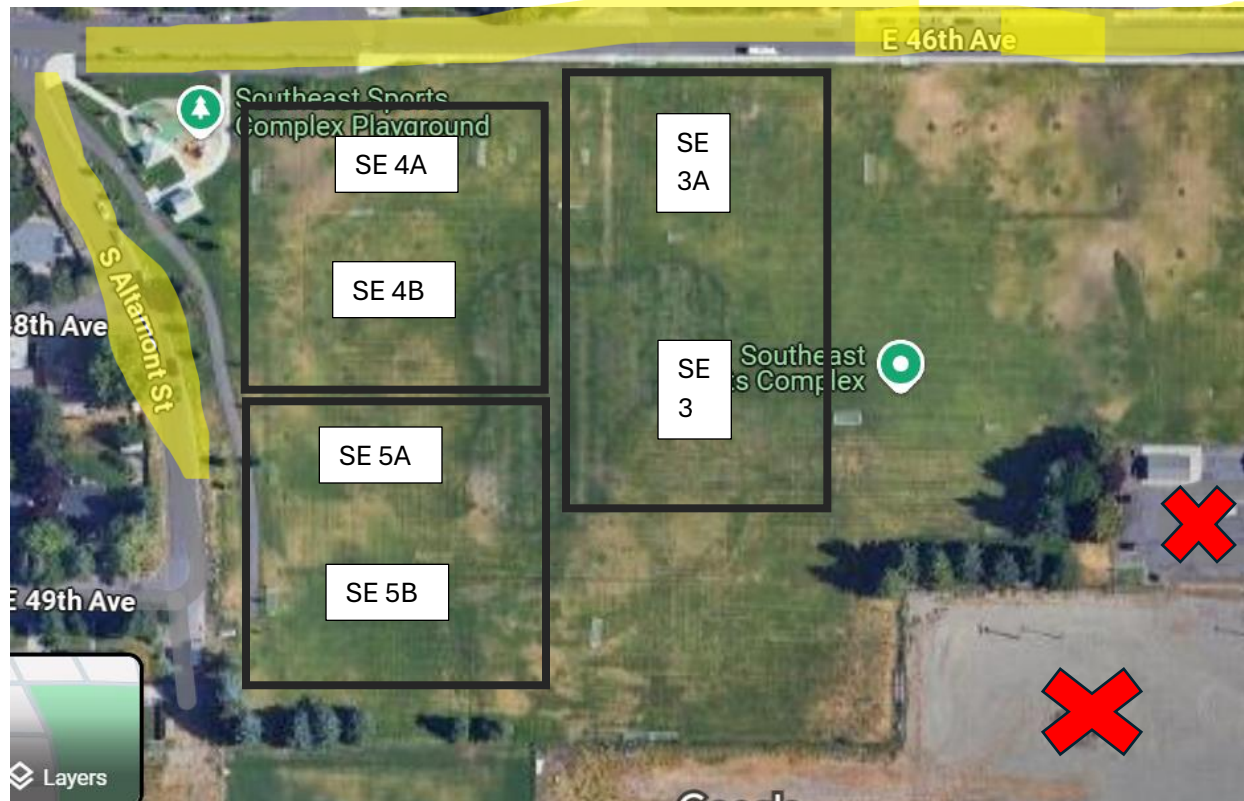 E 46th Ave
Southeast Sports
Complex Playground
SE 4A
SE
3A
SE 4B
S Altamont St
8th Ave
Southeast
s Complex
SE
3
SE 5A
SE 5B
E 49th Ave
Layers